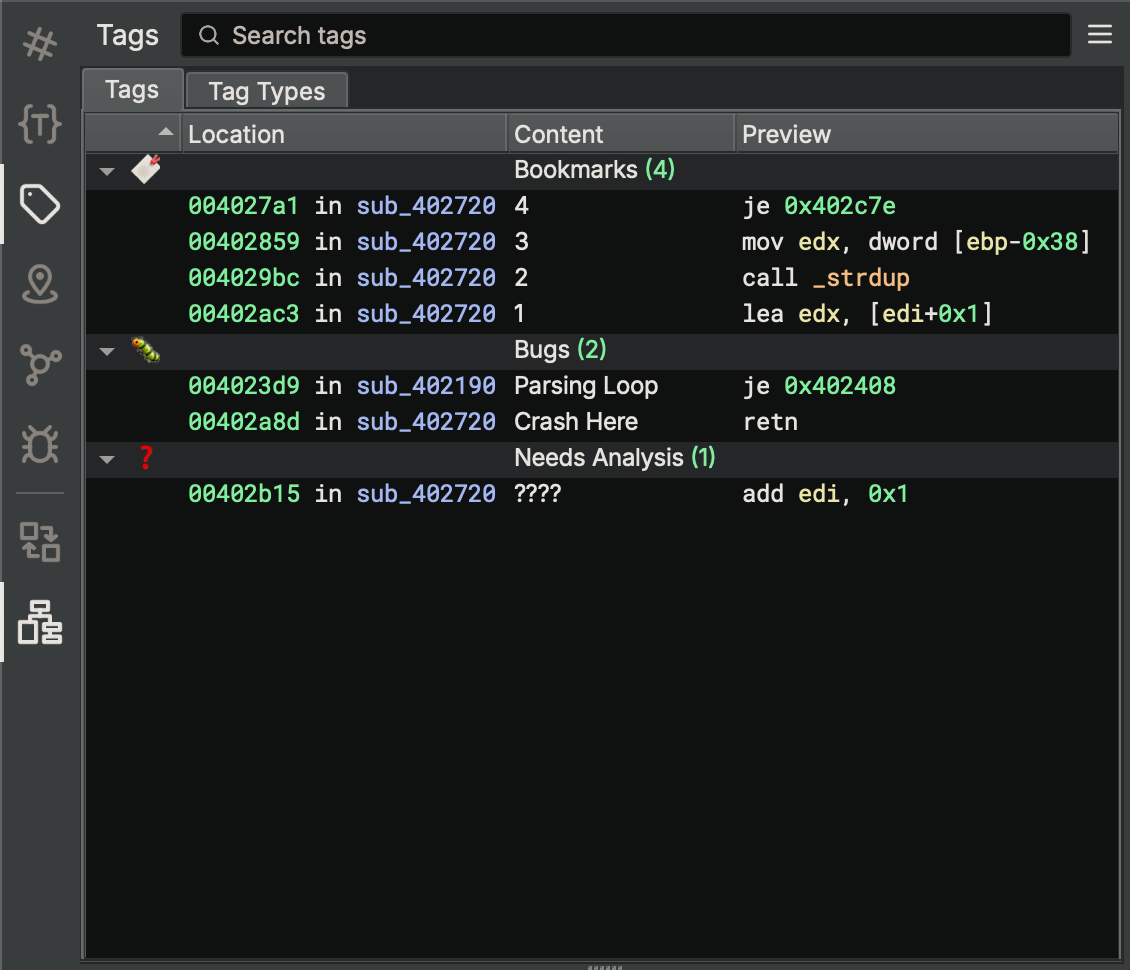 Tags Search tags
Tags Tag Types
Location Content Preview
Bookmarks (4)
004027a1 in sub_402720 4 je 0x402c7e
00402859 in sub_402720 3 mov edx, dword [ebp-0x38]
004029bc in sub_402720 2 call _strdup
00402ac3 in sub_402720 1 lea edx, [edi+0x1]
Bugs (2)
004023d9 in sub_402190 Parsing Loop je 0x402408
00402a8d in sub_402720 Crash Here retn
? Needs Analysis (1)
00402b15 in sub_402720 ???? add edi, 0x1